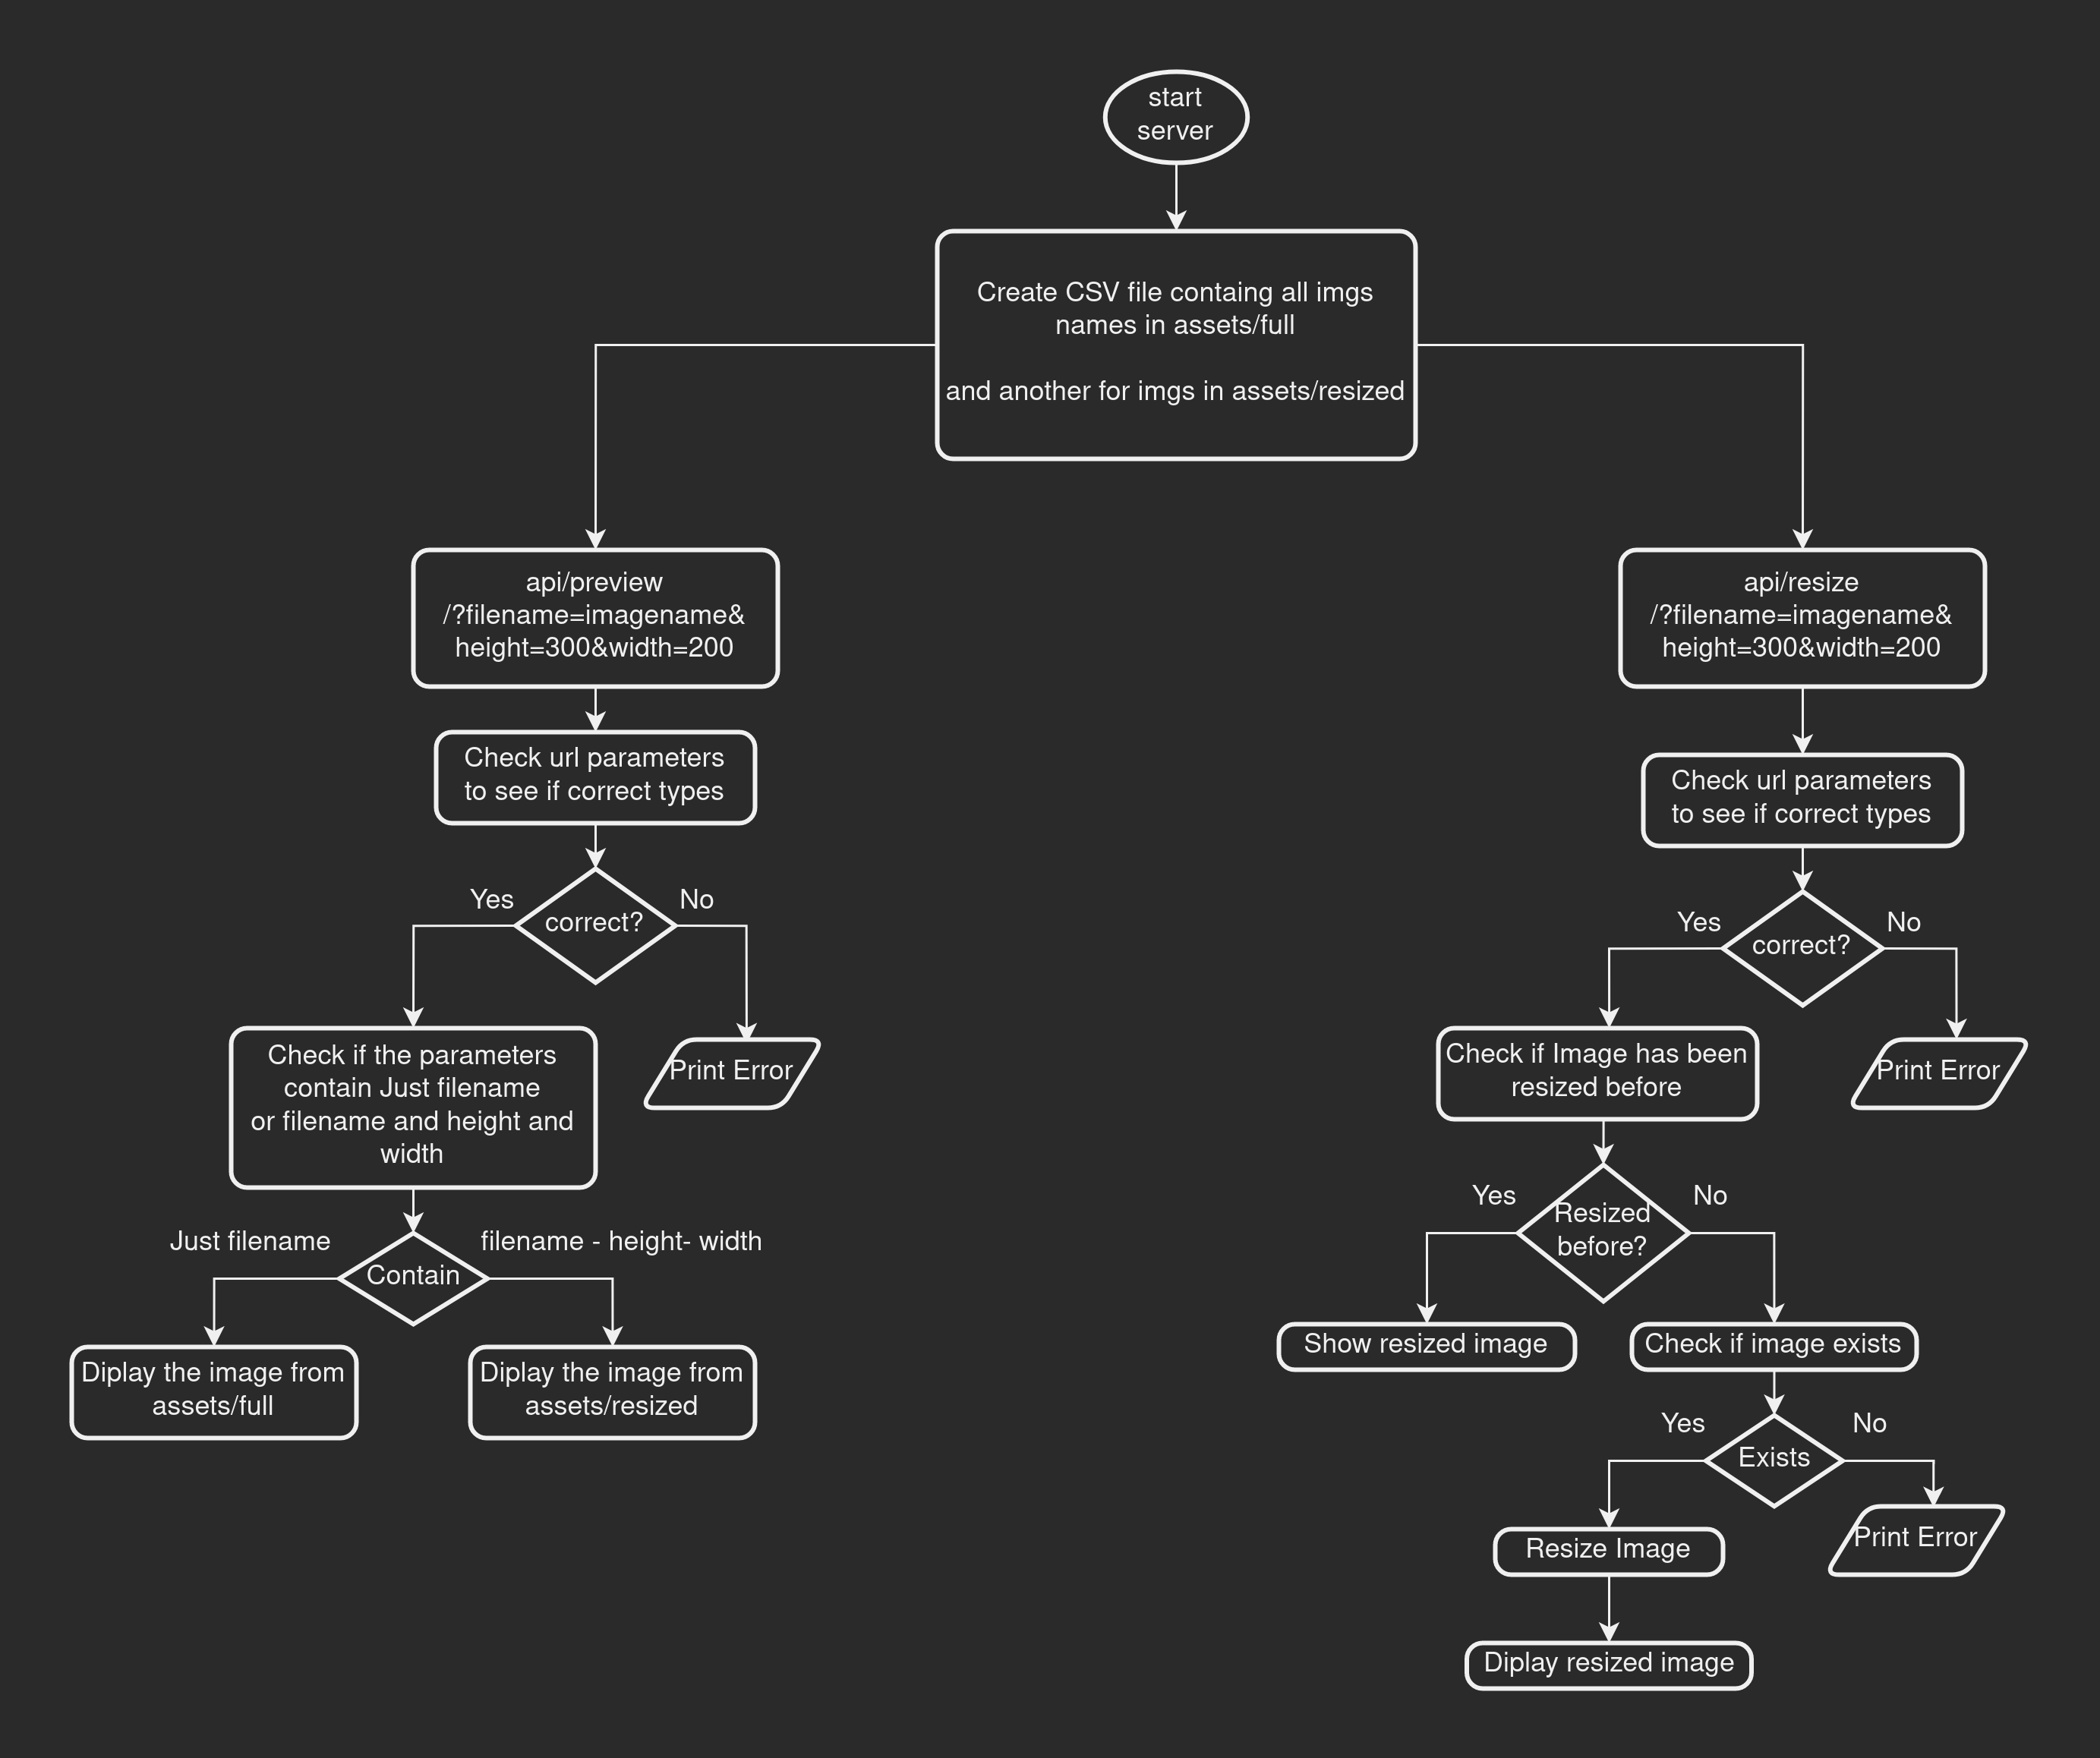 start
server
Create CSV file containg all imgs
names in assets/full
and another for imgs in assets/resized
api/preview
/?filename=imagename&
height=300&width=200
Check url parameters
to see if correct types
Yes
No
correct?
Check if the parameters
contain Just filename
or filename and height and
width
Print Error
Just filename
filename - height- width
Contain
Diplay the image from
assets/full
Diplay the image from
assets/resized
api/resize
/?filename=imagename&
height=300&width=200
Check url parameters
to see if correct types
Yes
No
correct?
Check if Image has been
resized before
Print Error
Yes
No
Resized
before?
Show resized image
Check if image exists
Yes
No
Exists
Resize Image
Print Error
Diplay resized image